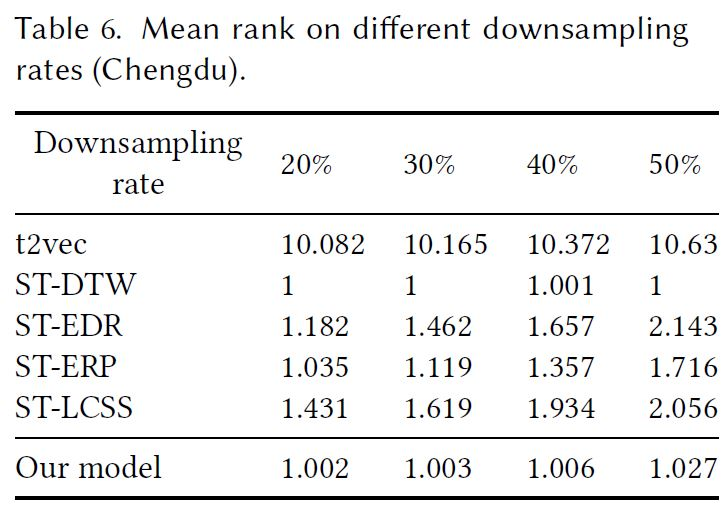 Table 6. Mean rank on different downsampling
rates (Chengdu).
Downsampling
rate 20% 30% 40% 50%
t2vec 10.082 10.165 10.372 10.63
ST-DTW 1 1 1.001 1
ST-EDR 1.182 1.462 1.657 2.143
ST-ERP 1.035 1.119 1.357 1.716
ST-LCSS 1.431 1.619 1.934 2.056
Our model 1.002 1.003 1.006 1.027